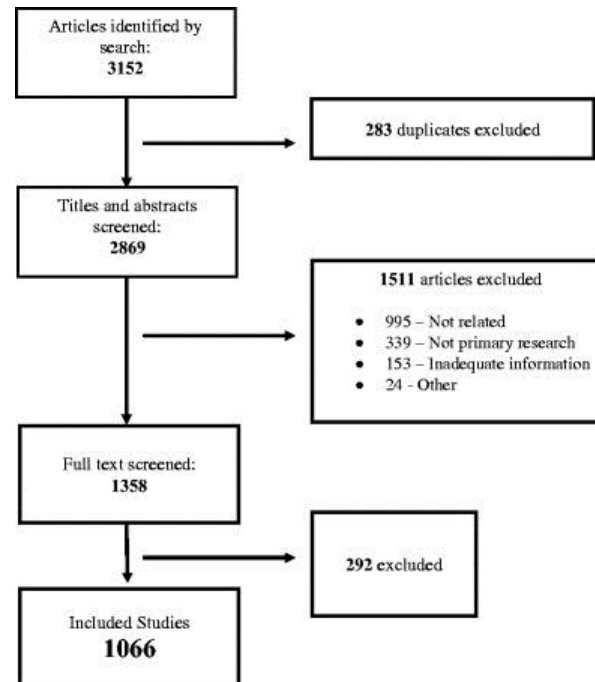 Articles identified by
search:
3152
283 duplicates excluded
Titles and abstracts
screened:
2869
1511 articles excluded
• 995 – Not related
• 339 – Not primary research
• 153 – Inadequate information
• 24 - Other
Full text screened:
1358
292 excluded
Included Studies
1066